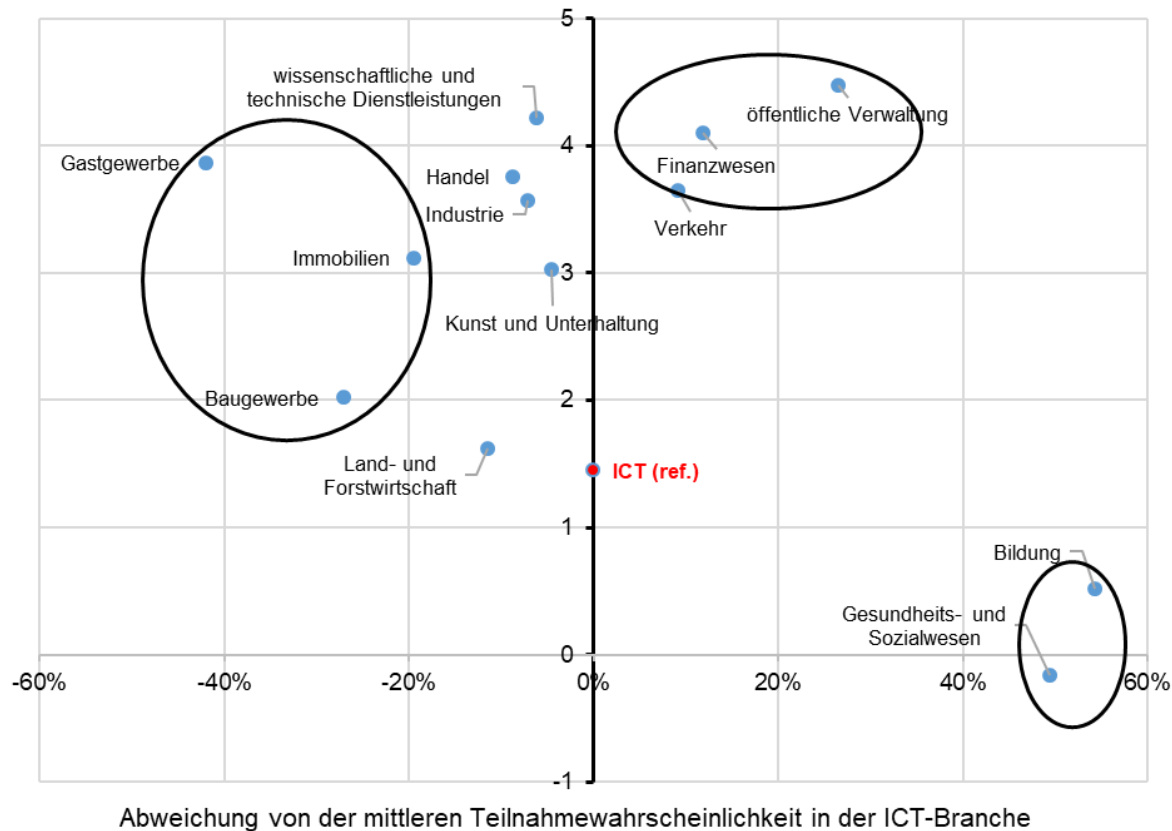 5
wissenschaftliche und
technische Dienstleistungen
öffentliche Verwaltung
4
Gastgewerbe
Finanzwesen
Handel
Industrie
Verkehr
3
Immobilien
Kunst und Unterhaltung
2
Baugewerbe
Land- und
Forstwirtschaft
ICT (ref.)
1
Bildung
Gesundheits- und
Sozialwesen
0
-60%
-40%
-20%
0%
20%
40%
60%
-1
Abweichung von der mittleren Teilnahmewahrscheinlichkeit in der ICT-Branche